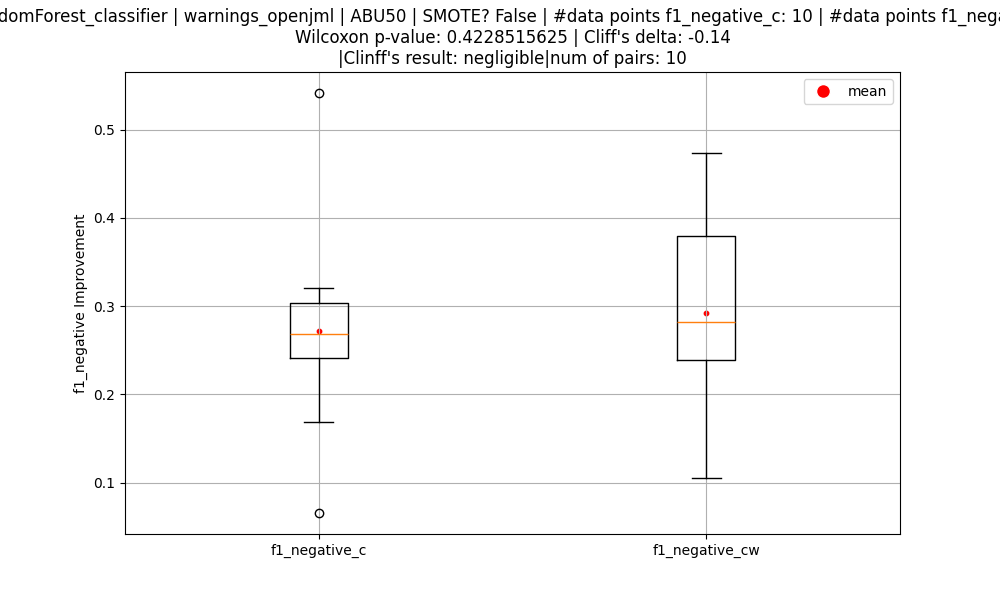 domForest_classifier | warnings_openjml | ABU50 | SMOTE? False | #data points f1_negative_c: 10 | #data points f1_nega
Wilcoxon p-value: 0.4228515625 | Cliff's delta: -0.14
|Clinff's result: negligible|num of pairs: 10
mean
0.5
0.4
0.3
0.2
0.1
f1_negative Improvement
f1_negative_c
f1_negative_cw